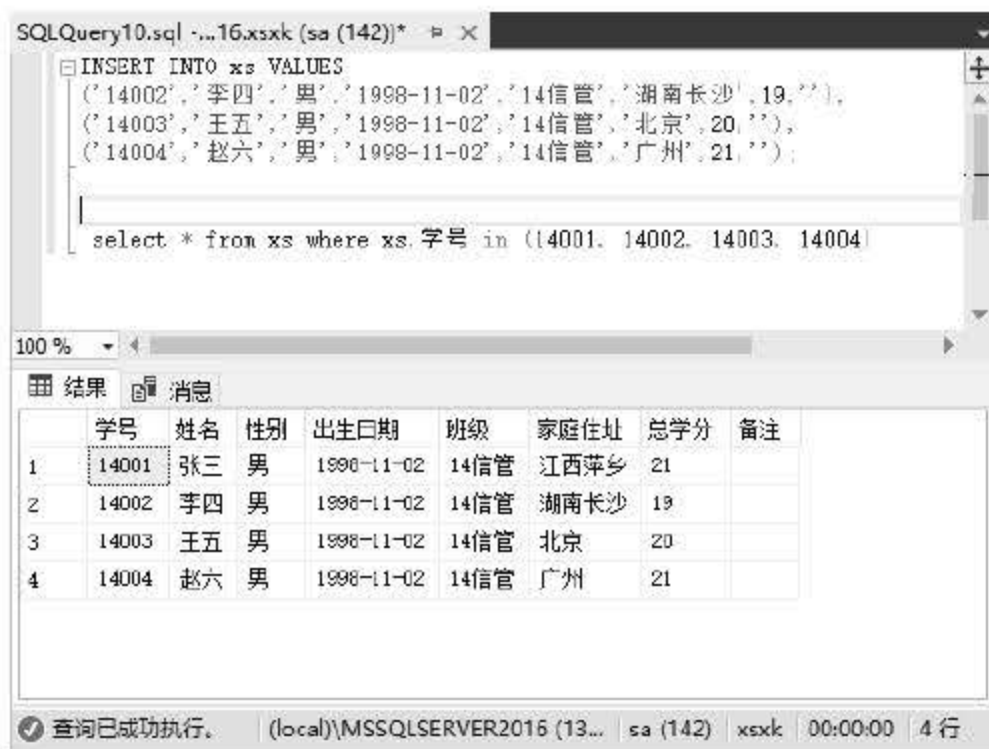 SQLQuery10.sql -...16.xsxk (sa (142))*
INSERT INTO xs VALUES
('14002','李四','男','1998-11-02','14信管','湖南长沙',19,''),
('14003','王五','男','1998-11-02','14信管','北京',20,''),
('14004','赵六','男','1998-11-02','14信管','广州',21,'');
select * from xs where xs.学号 in (14001, 14002, 14003, 14004)
100 %
结果 消息
学号 姓名 性别 出生日期 班级 家庭住址 总学分 备注
1 14001 张三 男 1998-11-02 14信管 江西萍乡 21
2 14002 李四 男 1998-11-02 14信管 湖南长沙 19
3 14003 王五 男 1998-11-02 14信管 北京 20
4 14004 赵六 男 1998-11-02 14信管 广州 21
查询已成功执行。 (local)\MSSQLSERVER2016 (13... sa (142) xsxk 00:00:00 4 行